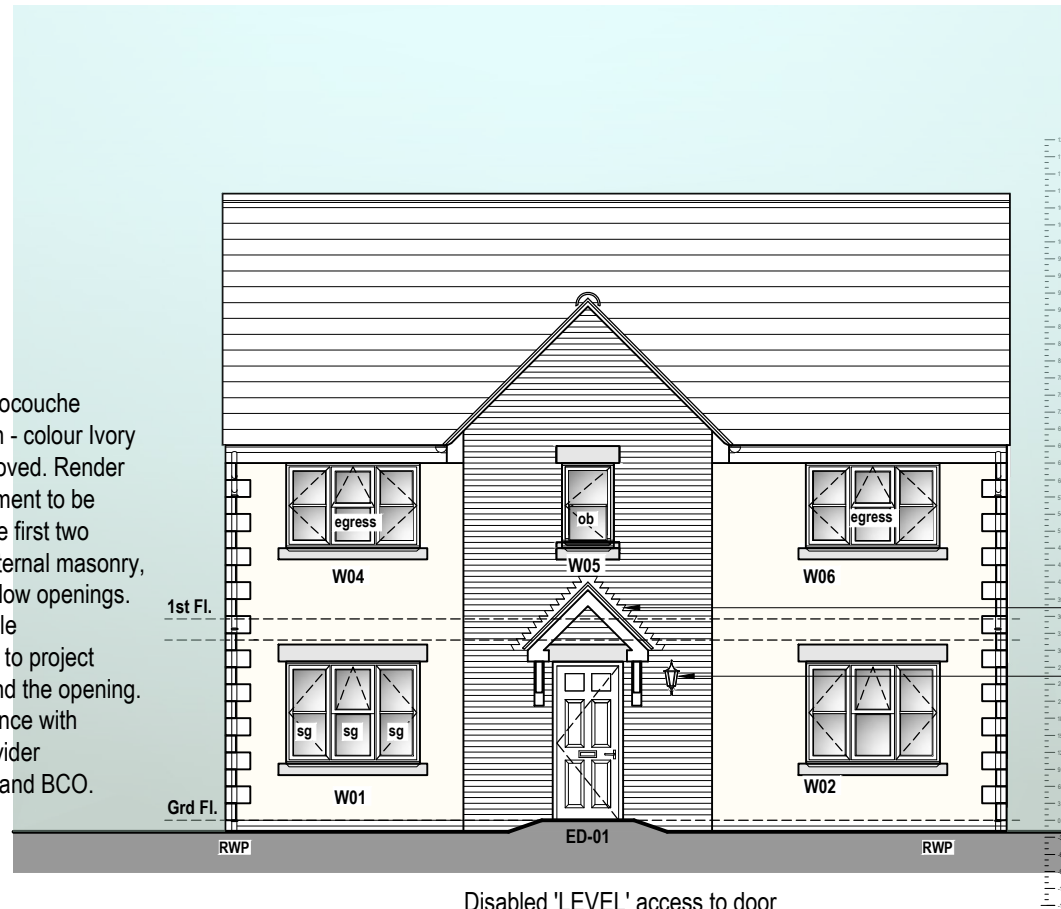 ocouche
n - colour Ivory
oved. Render
ment to be
e first two
ternal masonry,
dow openings.
le
to project
nd the opening.
nce with
vider
and BCO.
egress
W04
ob
W05
egress
W06
1st Fl.
sg sg sg
W01
W02
Grd Fl.
RWP
ED-01
RWP
Disabled 'LEVEL' access to door